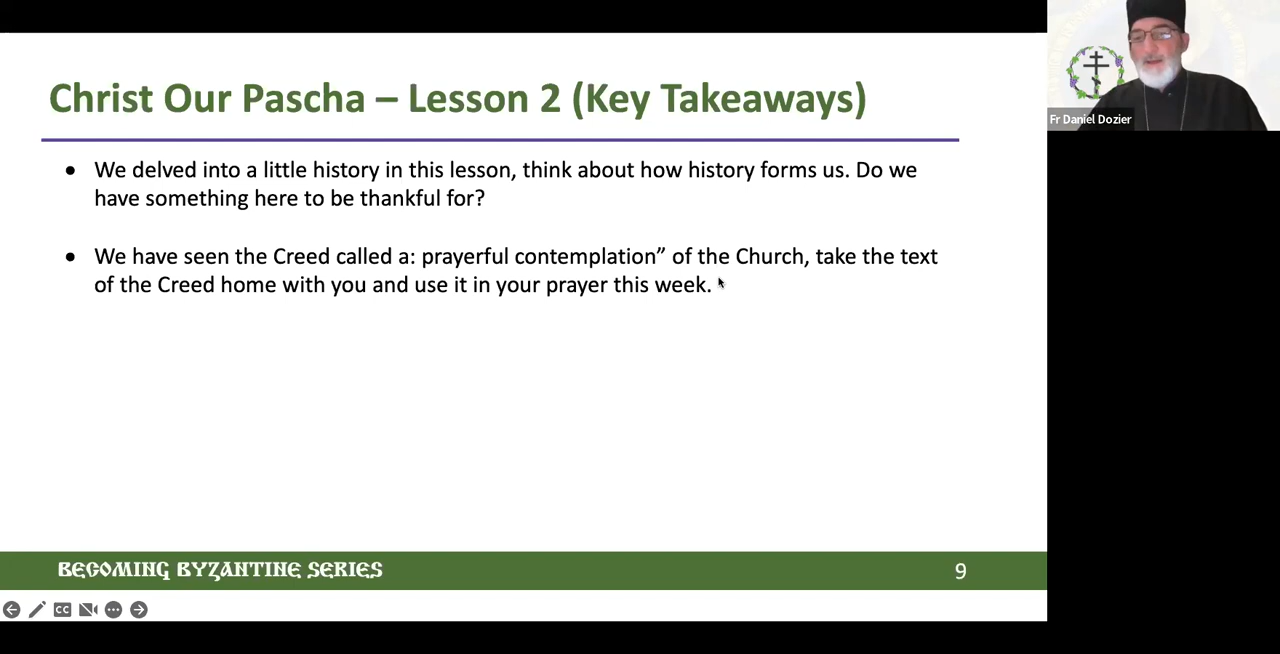 Christ Our Pascha – Lesson 2 (Key Takeaways)
Fr Daniel Dozier
• We delved into a little history in this lesson, think about how history forms us. Do we
have something here to be thankful for?
• We have seen the Creed called a: prayerful contemplation” of the Church, take the text
of the Creed home with you and use it in your prayer this week.
BECOMING BYZANTINE SERIES
9
CC